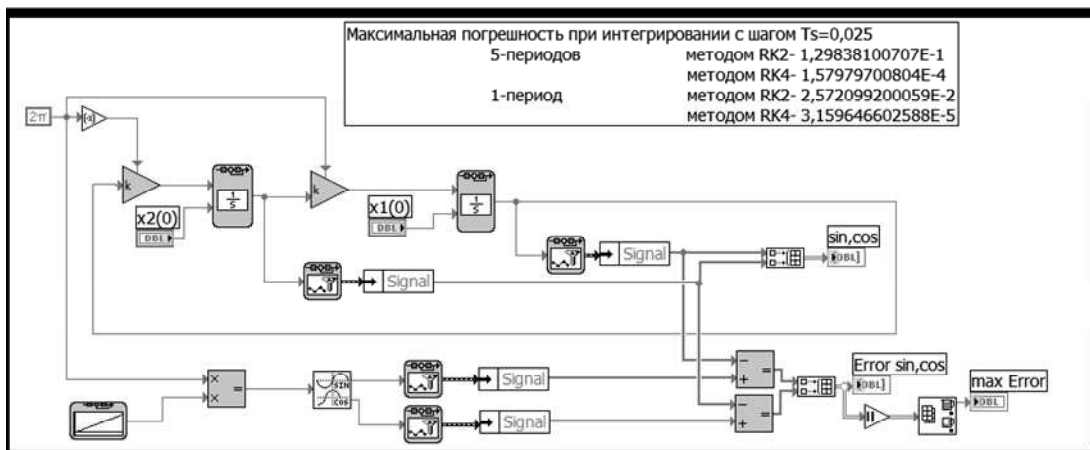 Максимальная погрешность при интегрировании с шагом Ts=0,025
5-периодов методом RK2- 1,29838100707E-1
методом RK4- 1,57979700804E-4
1-период методом RK2- 2,572099200059E-2
методом RK4- 3,159646602588E-5
2π
[-x]
k
1/s
x2(0)
DBL
k
x1(0)
DBL
1/s
Signal
sin,cos
DBL]
Signal
× × =
SIN
COS
Signal
Signal
- + =
- + =
Error sin,cos
DBL]
max Error
DBL